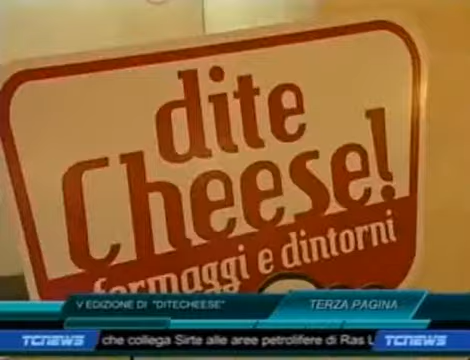 dite
Cheese!
formaggi e dintorni
V EDIZIONE DI "DITECHEESE"
TERZA PAGINA
TCNEWS che collega Sirte alle aree petrolifere di Ras TCNEWS